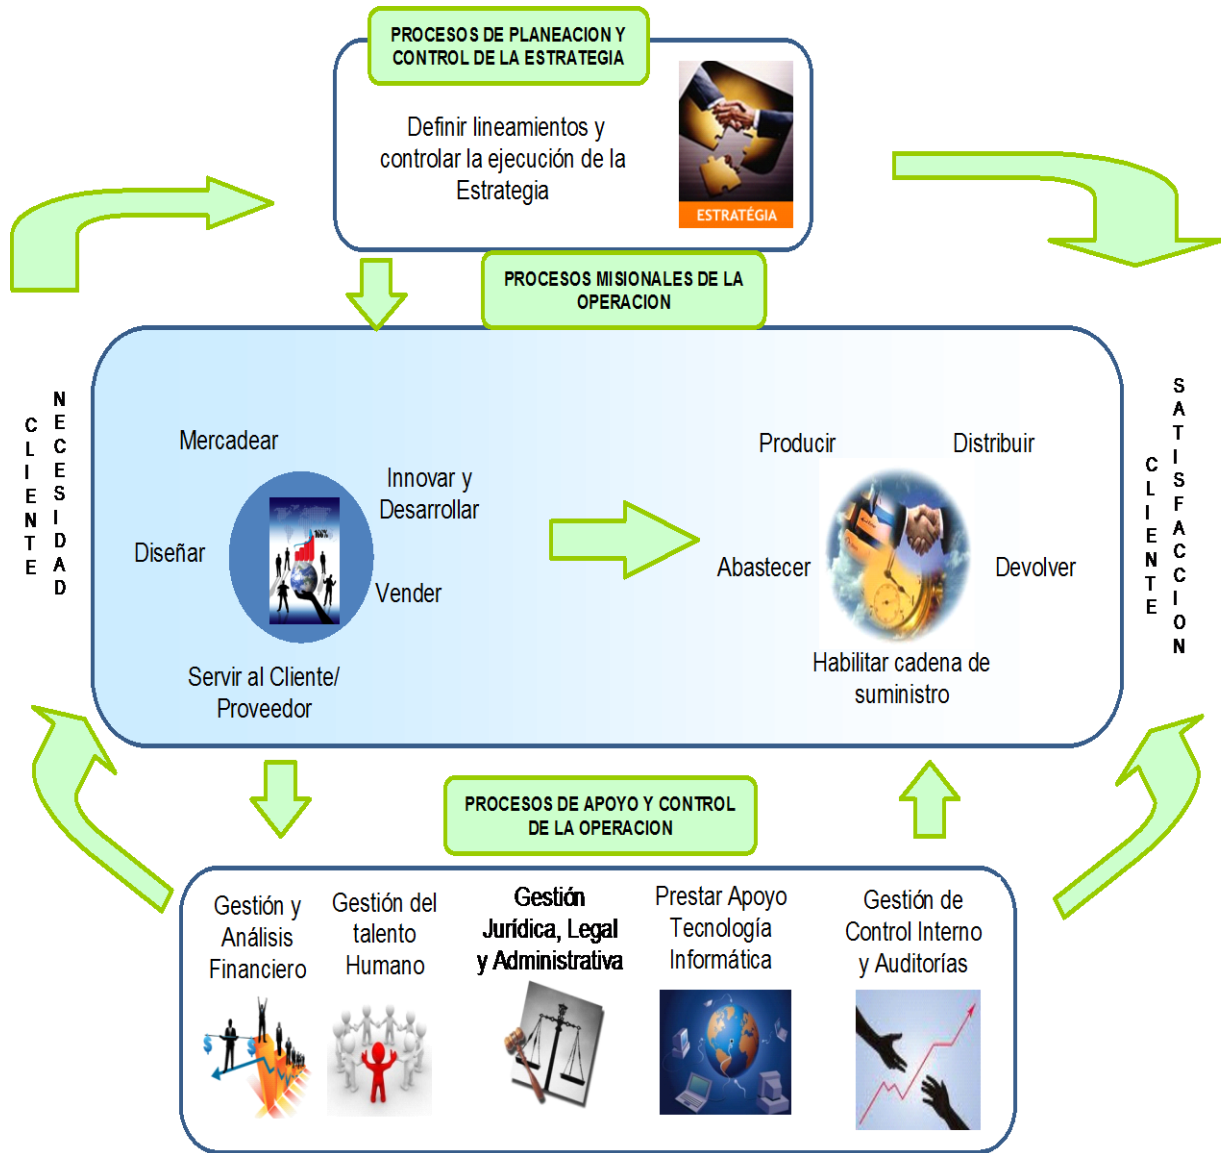 PROCESOS DE PLANEACION Y
CONTROL DE LA ESTRATEGIA
Definir lineamientos y
controlar la ejecución de la
Estrategia
ESTRATÉGIA
PROCESOS MISIONALES DE LA
OPERACION
CLIENTE
NECESIDAD
Mercadear
Innovar y
Desarrollar
Diseñar
Vender
Servir al Cliente/
Proveedor
Producir
Distribuir
Abastecer
Devolver
Habilitar cadena de
suministro
SATISFACCION
CLIENTE
PROCESOS DE APOYO Y CONTROL
DE LA OPERACION
Gestión y
Análisis
Financiero
Gestión del
talento
Humano
Gestión
Jurídica, Legal
y Administrativa
Prestar Apoyo
Tecnología
Informática
Gestión de
Control Interno
y Auditorías